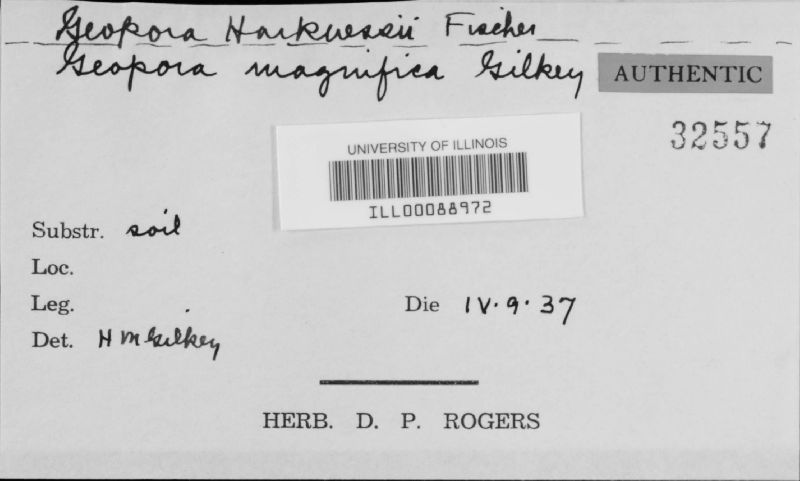 Geopora Harknessii Fischer
Geopora magnifica Gilkey
AUTHENTIC
32557
UNIVERSITY OF ILLINOIS
ILL00088972
Substr. soil
Loc.
Leg.
Die IV.9.37
Det. H M Gilkey
HERB. D. P. ROGERS